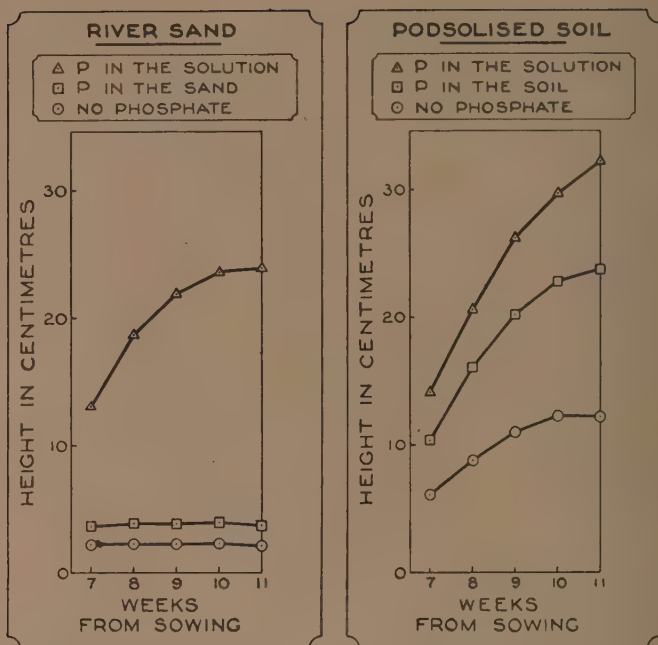 RIVER SAND
△ P IN THE SOLUTION
□ P IN THE SAND
○ NO PHOSPHATE
HEIGHT IN CENTIMETRES
30
20
10
0
7 8 9 10 11
WEEKS
FROM SOWING
PODSOLISED SOIL
△ P IN THE SOLUTION
□ P IN THE SOIL
○ NO PHOSPHATE
HEIGHT IN CENTIMETRES
30
20
10
0
7 8 9 10 11
WEEKS
FROM SOWING